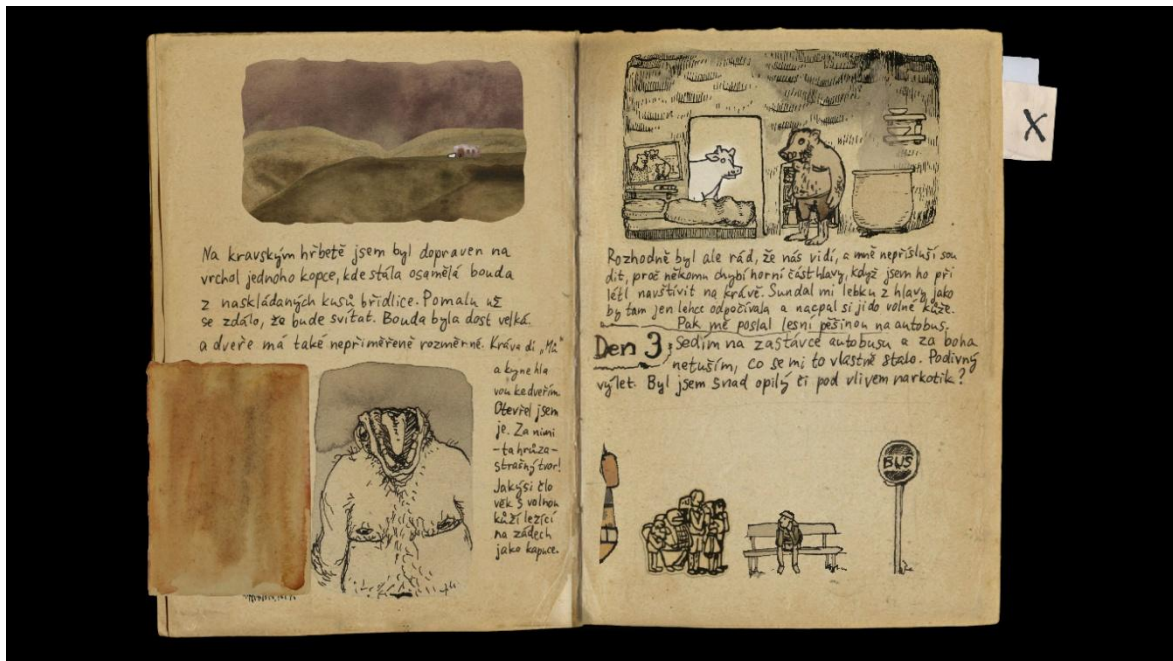 Na kravským hřbetě jsem byl dopraven na
vrchol jednoho kopce, kde stála osamělá bouda
z naskládaných kusů břidlice. Pomalu už
se zdálo, že bude svítat. Bouda byla dost velká
a dveře má také nepřiměřeně rozměrné. Kráva dí „Mů"
a kyne hla
vou ke dveřím.
Otevřel jsem
je. Za nimi
- ta hrůza-
strašný tvor!
Jakýsi člo
věk s volnou
kůží ležící
na zádech
jako kapuce.
Rozhodně byl ale rád, že nás vidí, a mně nepřísluší sou
dit, proč někomu chybí horní část hlavy, když jsem ho při
létl navštívit na krávě. Sundal mi lebku z hlavy jako
by tam jen lehce odpočívala a nacpal si ji do volné kůže.
Pak mě poslal lesní pěšinou na autobus.
Den 3; Sedím na zastávce autobusu a za boha
netuším, co se mi to vlastně stalo. Podivný
výlet. Byl jsem snad opilý či pod vlivem narkotik?
BUS
X